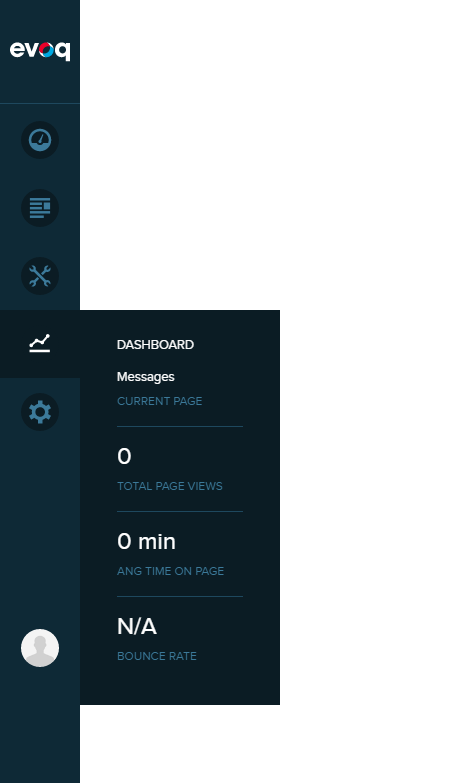 evoq
DASHBOARD
Messages
CURRENT PAGE
0
TOTAL PAGE VIEWS
0 min
ANG TIME ON PAGE
N/A
BOUNCE RATE